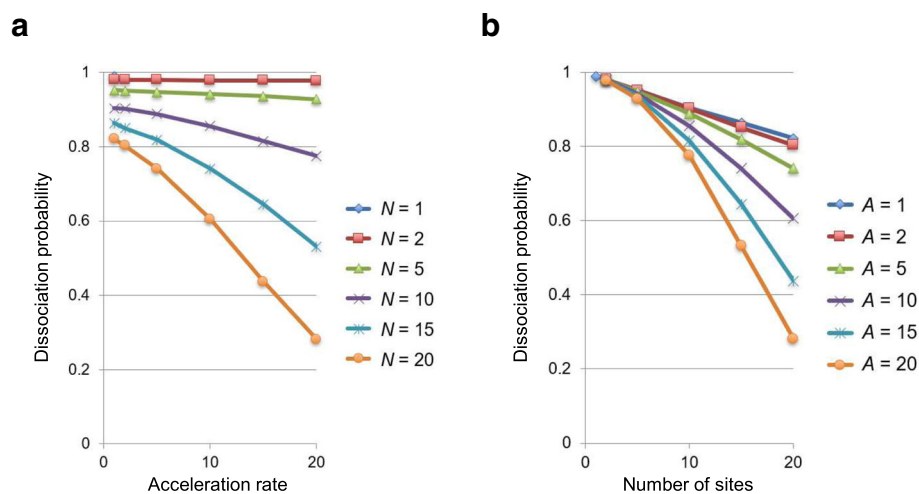 a
b
1
0.8
0.6
0.4
0.2
0
0
10
20
Dissociation probability
Acceleration rate
N = 1
N = 2
N = 5
N = 10
N = 15
N = 20
1
0.8
0.6
0.4
0.2
0
0
10
20
Dissociation probability
Number of sites
A = 1
A = 2
A = 5
A = 10
A = 15
A = 20